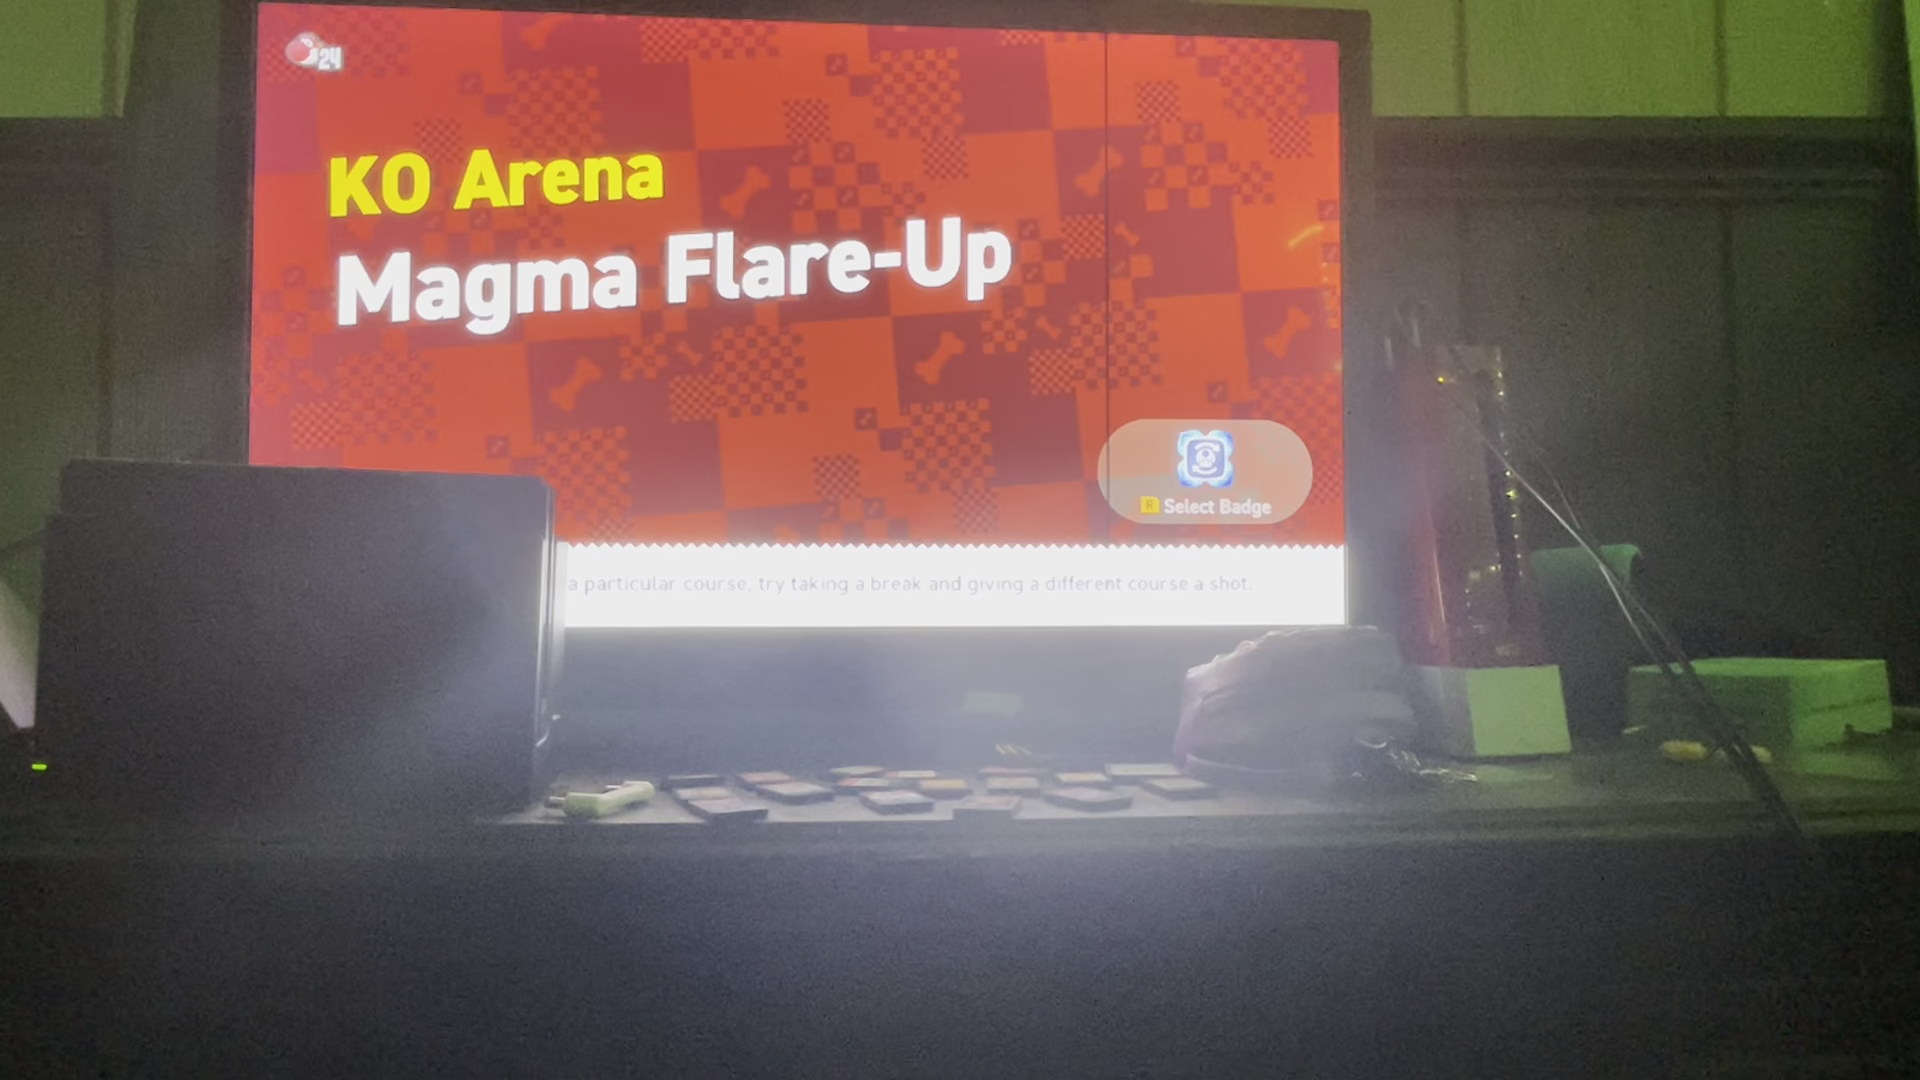 24
KO Arena
Magma Flare-Up
R Select Badge
a particular course, try taking a break and giving a different course a shot.